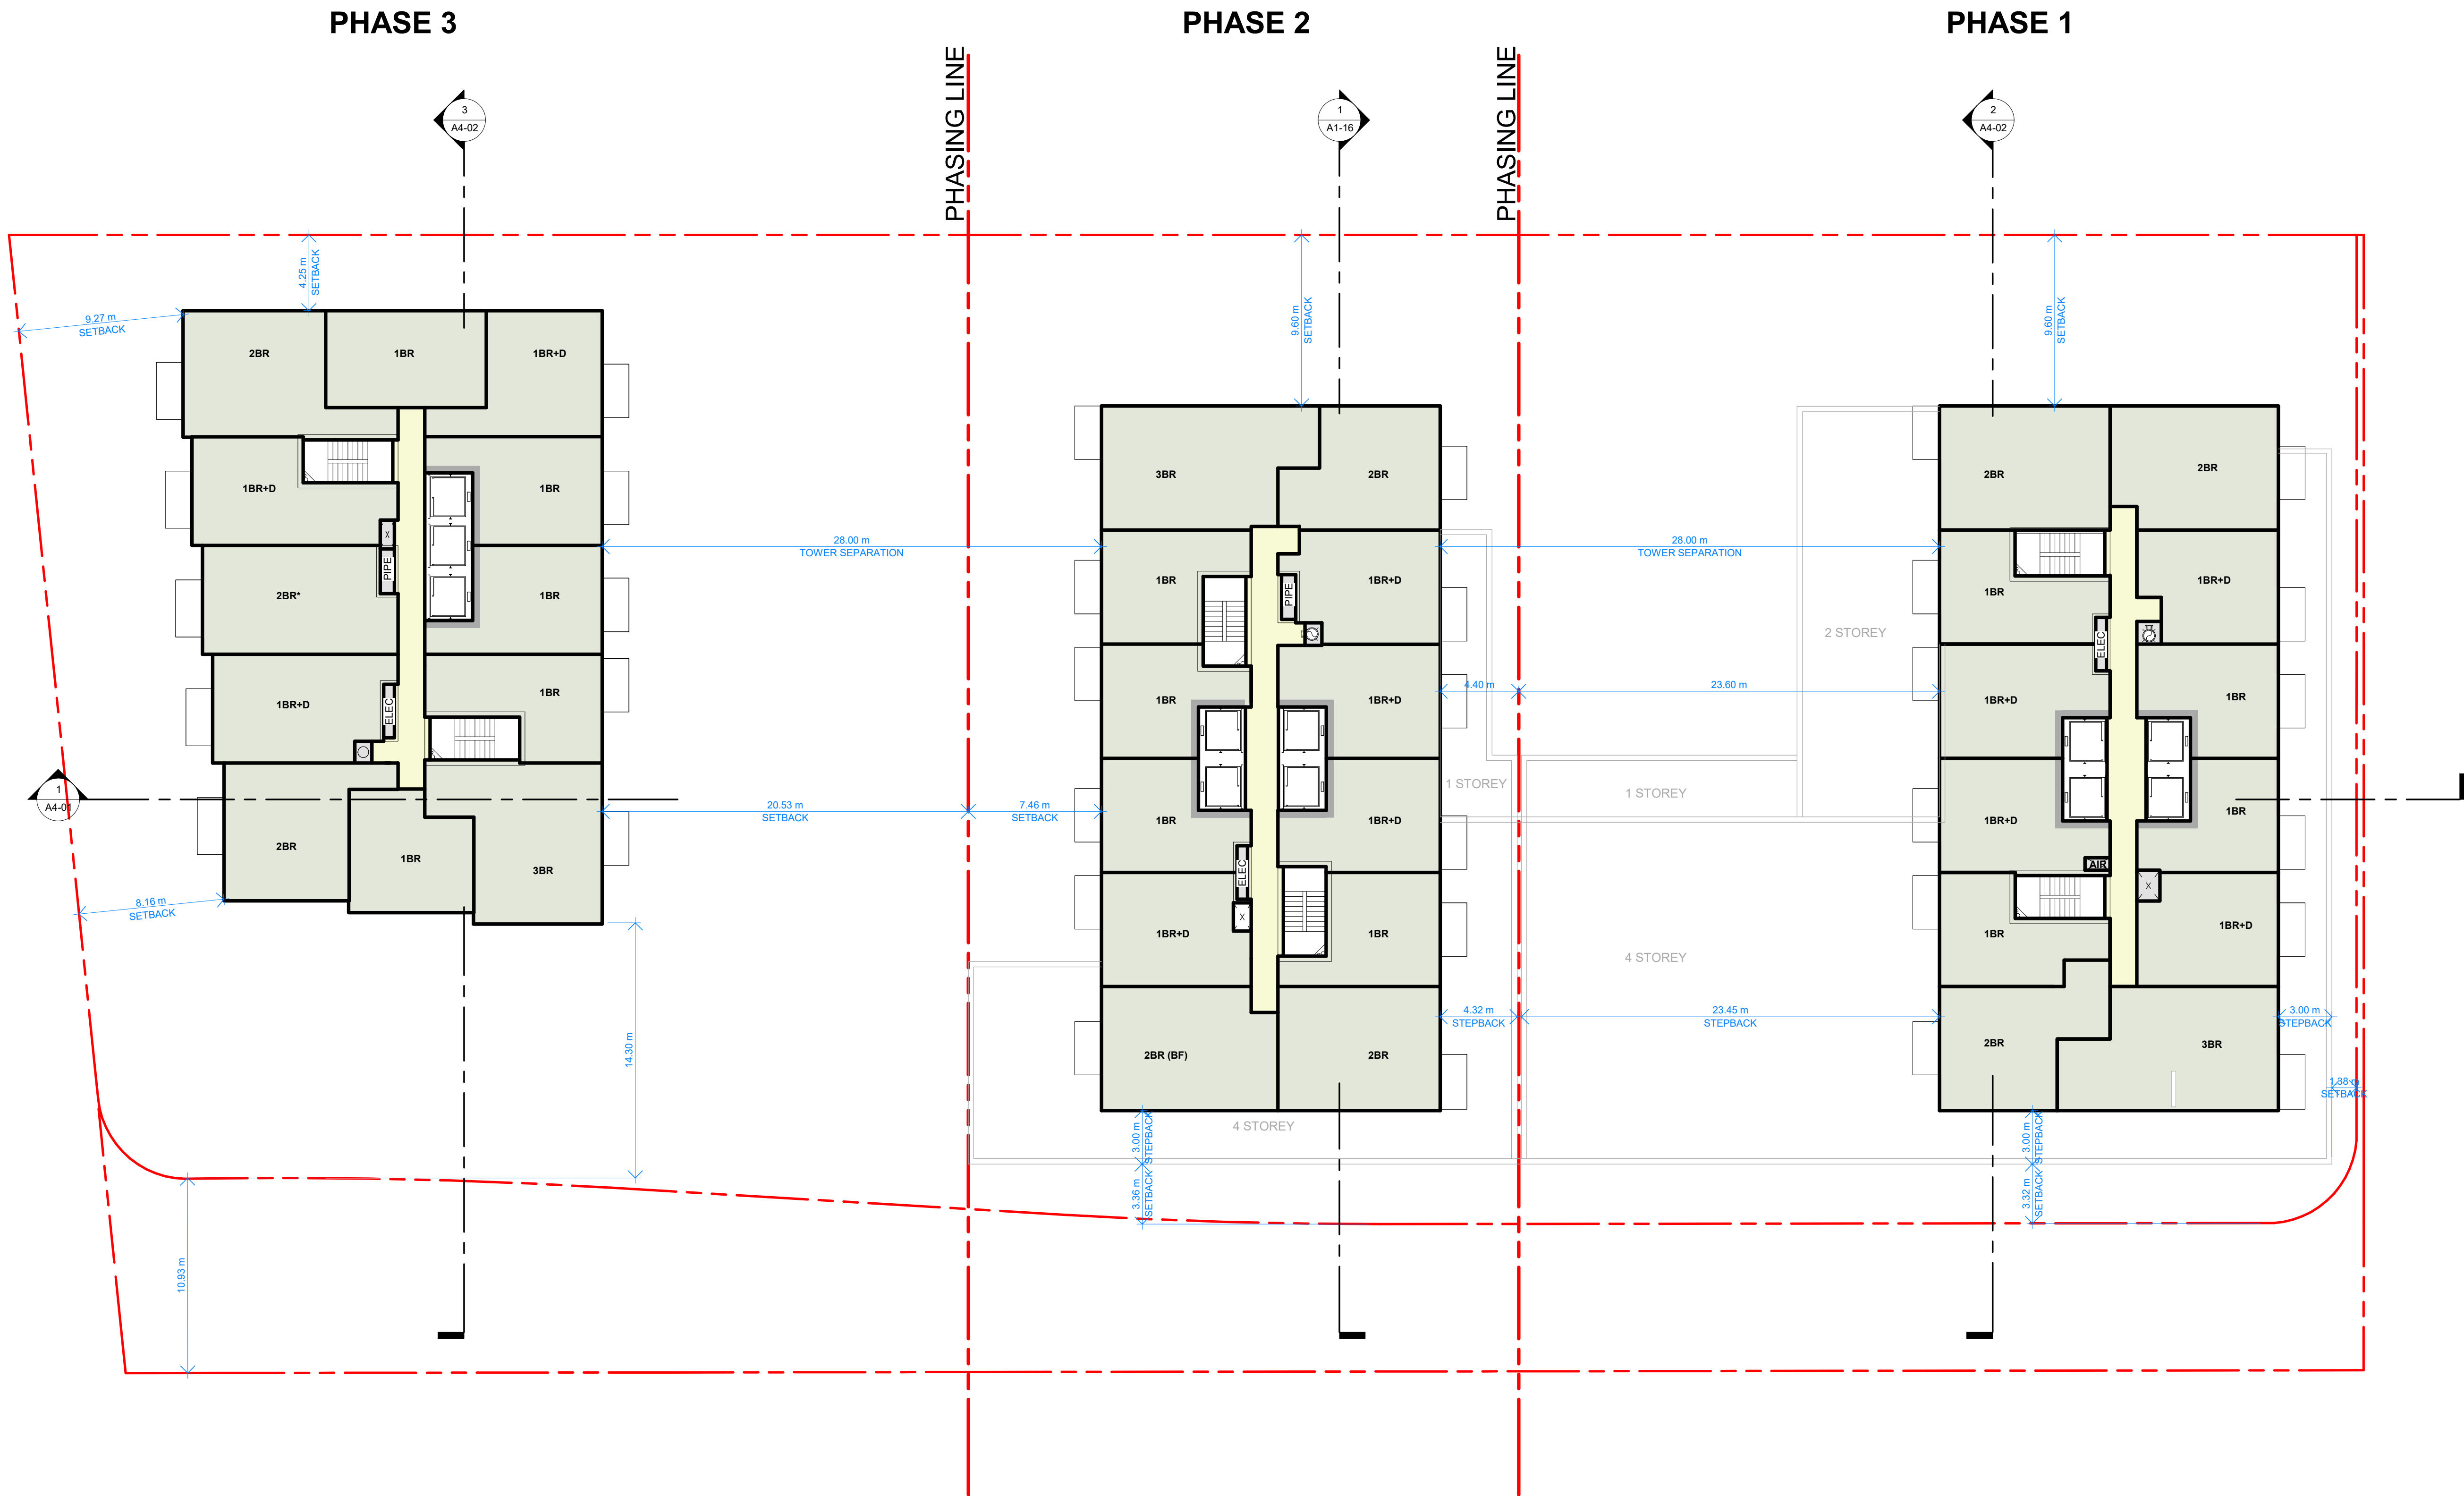 PHASE 3
PHASE 2
PHASE 1
PHASING LINE
PHASING LINE
3
A4-02
1
A1-16
2
A4-02
4.25 m
SETBACK
9.27 m
SETBACK
9.60 m
SETBACK
9.60 m
SETBACK
2BR
1BR
1BR+D
1BR+D
1BR
X
PIPE
2BR*
1BR
1BR+D
1BR
ELEC
2BR
1BR
3BR
1
A4-01
8.16 m
SETBACK
14.30 m
10.93 m
28.00 m
TOWER SEPARATION
20.53 m
SETBACK
7.46 m
SETBACK
3BR
2BR
1BR
1BR+D
PIPE
1BR
1BR+D
1BR
1BR+D
ELEC
X
1BR+D
1BR
2BR (BF)
2BR
4 STOREY
3.00 m
STEPBACK
3.36 m
SETBACK
28.00 m
TOWER SEPARATION
2 STOREY
4.40 m
23.60 m
1 STOREY
1 STOREY
4 STOREY
4.32 m
STEPBACK
23.45 m
STEPBACK
2BR
2BR
1BR
1BR+D
ELEC
1BR+D
1BR
1BR+D
1BR
AIR
X
1BR
1BR+D
2BR
3BR
3.00 m
STEPBACK
1.38 m
SETBACK
3.00 m
STEPBACK
3.32 m
SETBACK